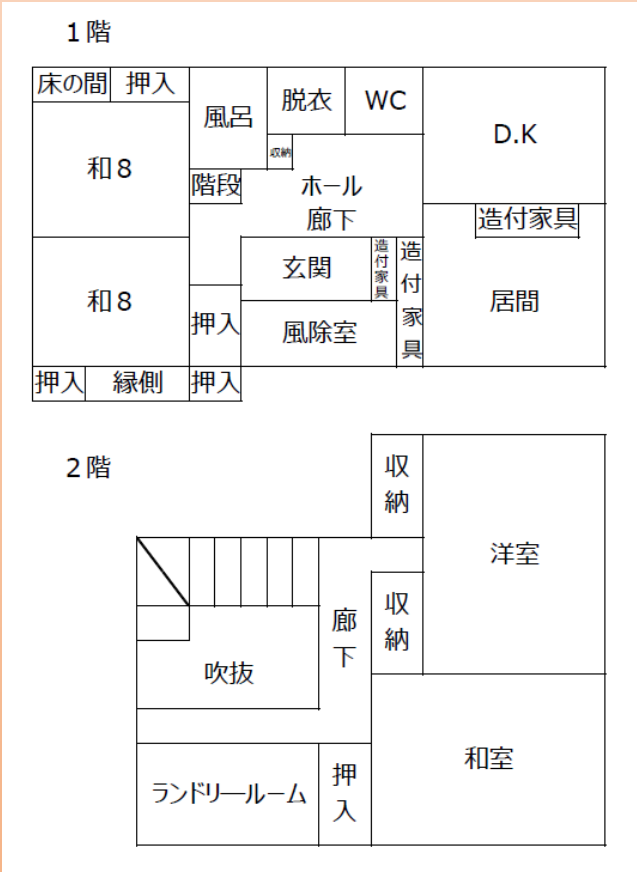 1階
床の間 押入
風呂
脱衣
WC
D.K
和8
収納
階段
ホール
廊下
造付家具
和8
玄関
造付家具
造付家具
居間
押入
風除室
押入 縁側 押入
2階
収納
洋室
収納
廊下
吹抜
和室
ランドリールーム
押入